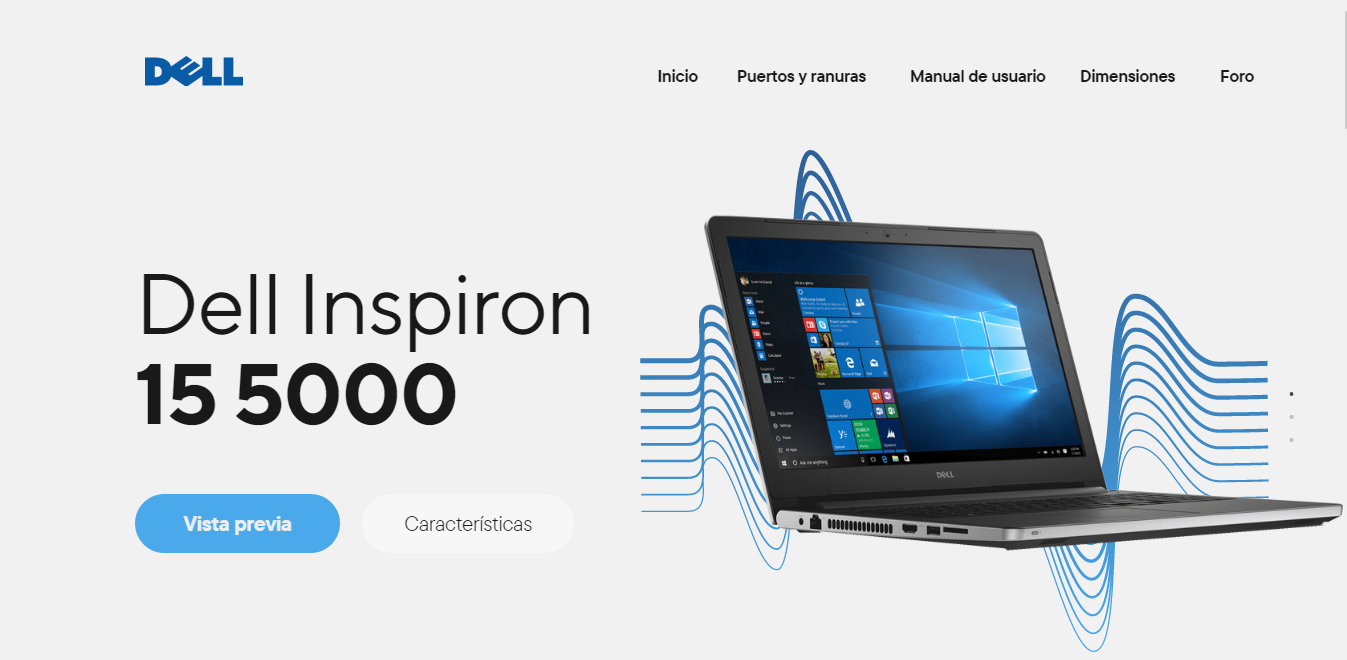 DELL
Inicio
Puertos y ranuras
Manual de usuario
Dimensiones
Foro
Dell Inspiron
15 5000
Vista previa
Características
DELL